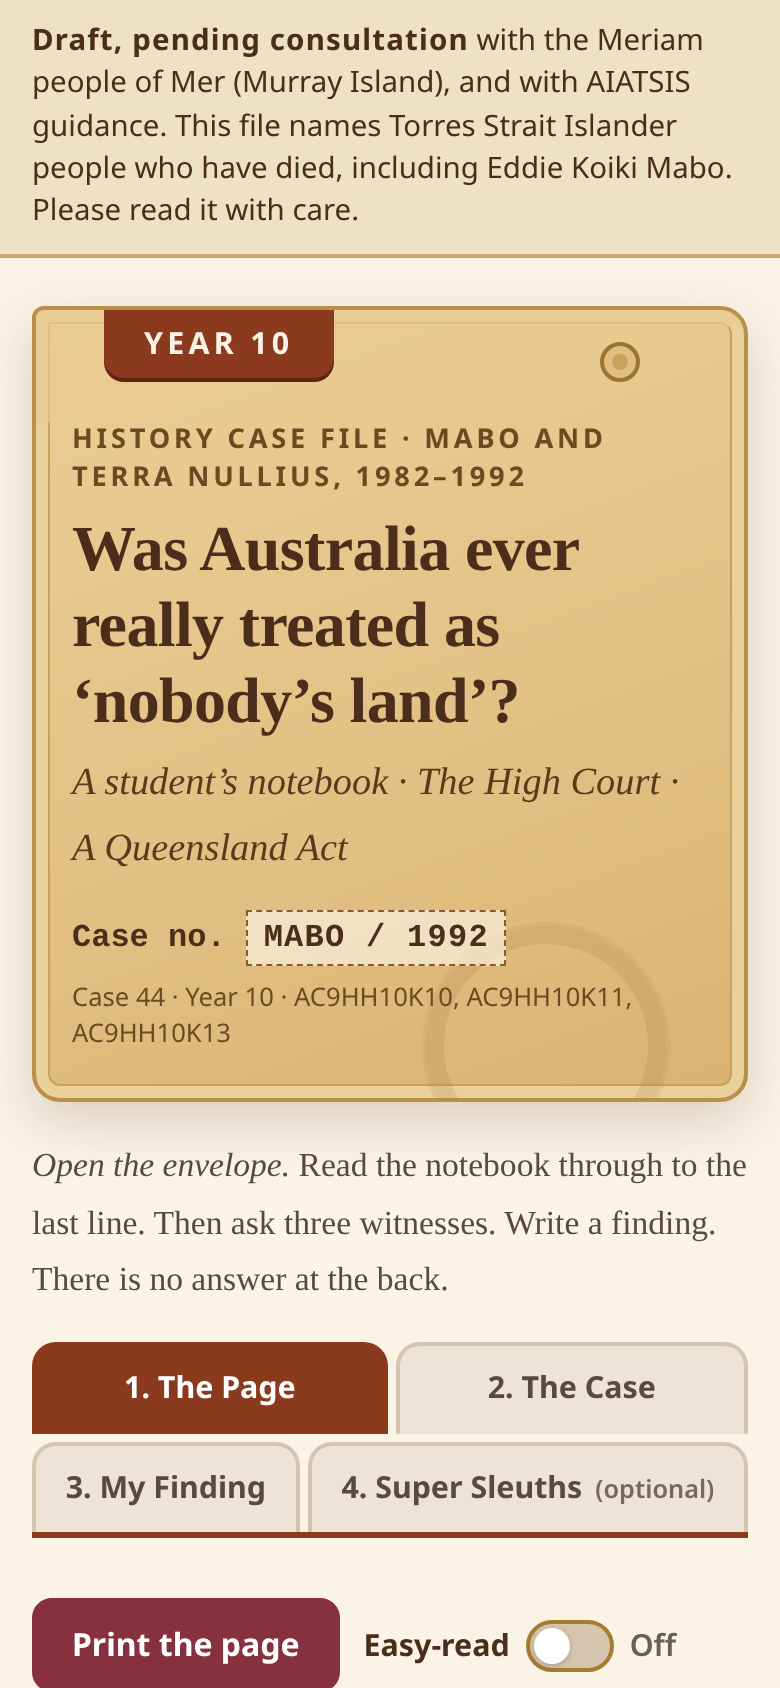 Draft, pending consultation with the Meriam
people of Mer (Murray Island), and with AIATSIS
guidance. This file names Torres Strait Islander
people who have died, including Eddie Koiki Mabo.
Please read it with care.
YEAR 10
HISTORY CASE FILE · MABO AND
TERRA NULLIUS, 1982–1992
Was Australia ever
really treated as
‘nobody’s land’?
A student’s notebook · The High Court ·
A Queensland Act
Case no. MABO / 1992
Case 44 · Year 10 · AC9HH10K10, AC9HH10K11,
AC9HH10K13
Open the envelope. Read the notebook through to the
last line. Then ask three witnesses. Write a finding.
There is no answer at the back.
1. The Page 2. The Case
3. My Finding 4. Super Sleuths (optional)
Print the page Easy-read Off